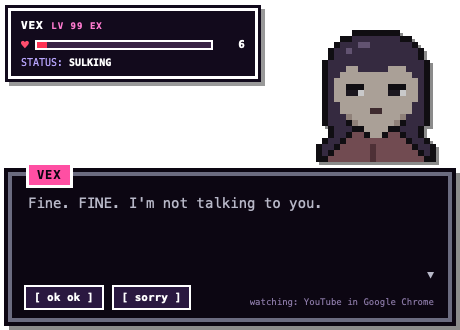 VEX LV 99 EX
♥ 6
STATUS: SULKING
VEX
Fine. FINE. I'm not talking to you.
▼
[ ok ok ] [ sorry ] watching: YouTube in Google Chrome